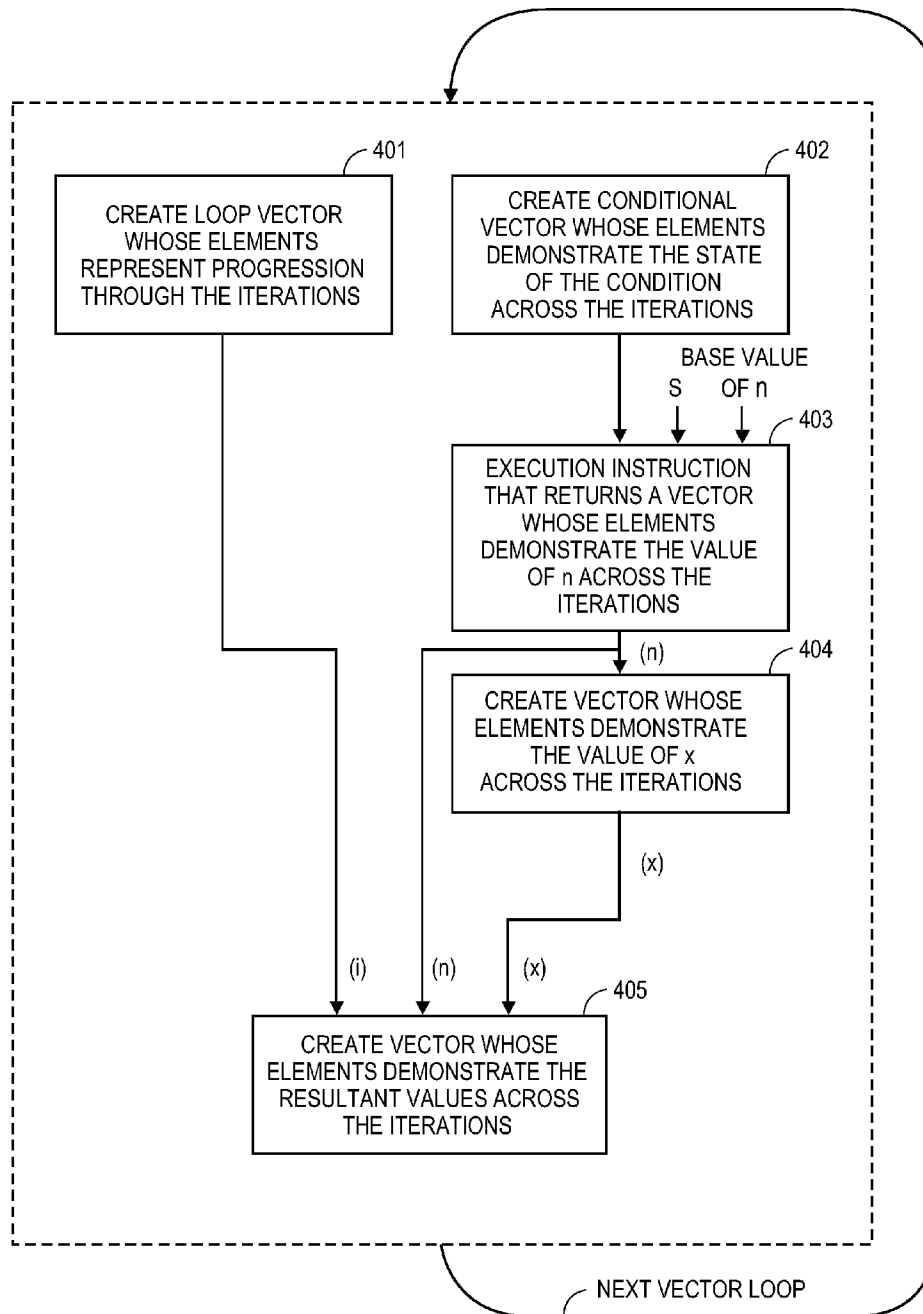 401
CREATE LOOP VECTOR
WHOSE ELEMENTS
REPRESENT PROGRESSION
THROUGH THE ITERATIONS
402
CREATE CONDITIONAL
VECTOR WHOSE ELEMENTS
DEMONSTRATE THE STATE
OF THE CONDITION
ACROSS THE ITERATIONS
BASE VALUE
S OF n
403
EXECUTION INSTRUCTION
THAT RETURNS A VECTOR
WHOSE ELEMENTS
DEMONSTRATE THE VALUE
OF n ACROSS THE
ITERATIONS
(n)
404
CREATE VECTOR WHOSE
ELEMENTS DEMONSTRATE
THE VALUE OF x
ACROSS THE ITERATIONS
(x)
(i) (n) (x)
405
CREATE VECTOR WHOSE
ELEMENTS DEMONSTRATE THE
RESULTANT VALUES ACROSS
THE ITERATIONS
NEXT VECTOR LOOP